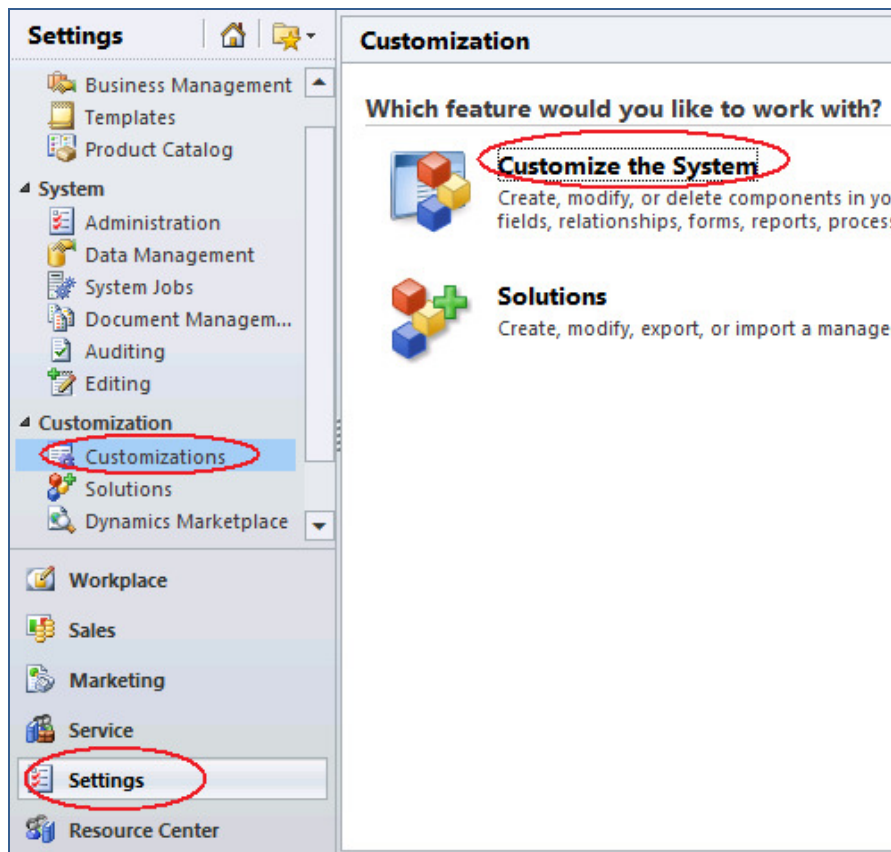 Settings
Business Management
Templates
Product Catalog
System
Administration
Data Management
System Jobs
Document Managem...
Auditing
Editing
Customization
Customizations
Solutions
Dynamics Marketplace
Workplace
Sales
Marketing
Service
Settings
Resource Center
Customization
Which feature would you like to work with?
Customize the System
Create, modify, or delete components in yo
fields, relationships, forms, reports, proces
Solutions
Create, modify, export, or import a manage